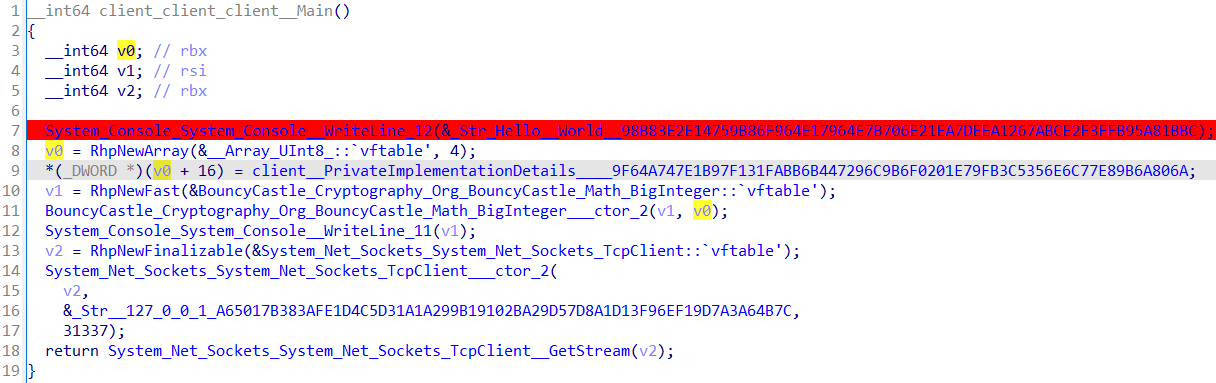 1 __int64 client_client_client__Main()
2 {
3 __int64 v0; // rbx
4 __int64 v1; // rsi
5 __int64 v2; // rbx
6
7 System_Console_System_Console__WriteLine_12(&_Str_Hello__World__98B83E2E14759B86F964E17964E7B706E21EA7DEEA1267ABCE2F3FFB95A81BBC);
8 v0 = RhpNewArray(&__Array_UInt8_::`vftable', 4);
9 *(_DWORD *)(v0 + 16) = client__PrivateImplementationDetails____9F64A747E1B97F131FABB6B447296C9B6F0201E79FB3C5356E6C77E89B6A806A;
10 v1 = RhpNewFast(&BouncyCastle_Cryptography_Org_BouncyCastle_Math_BigInteger::`vftable');
11 BouncyCastle_Cryptography_Org_BouncyCastle_Math_BigInteger___ctor_2(v1, v0);
12 System_Console_System_Console__WriteLine_11(v1);
13 v2 = RhpNewFinalizable(&System_Net_Sockets_System_Net_Sockets_TcpClient::`vftable');
14 System_Net_Sockets_System_Net_Sockets_TcpClient___ctor_2(
15 v2,
16 &_Str__127_0_0_1_A65017B383AFE1D4C5D31A1A299B19102BA29D57D8A1D13F96EF19D7A3A64B7C,
17 31337);
18 return System_Net_Sockets_System_Net_Sockets_TcpClient__GetStream(v2);
19 }